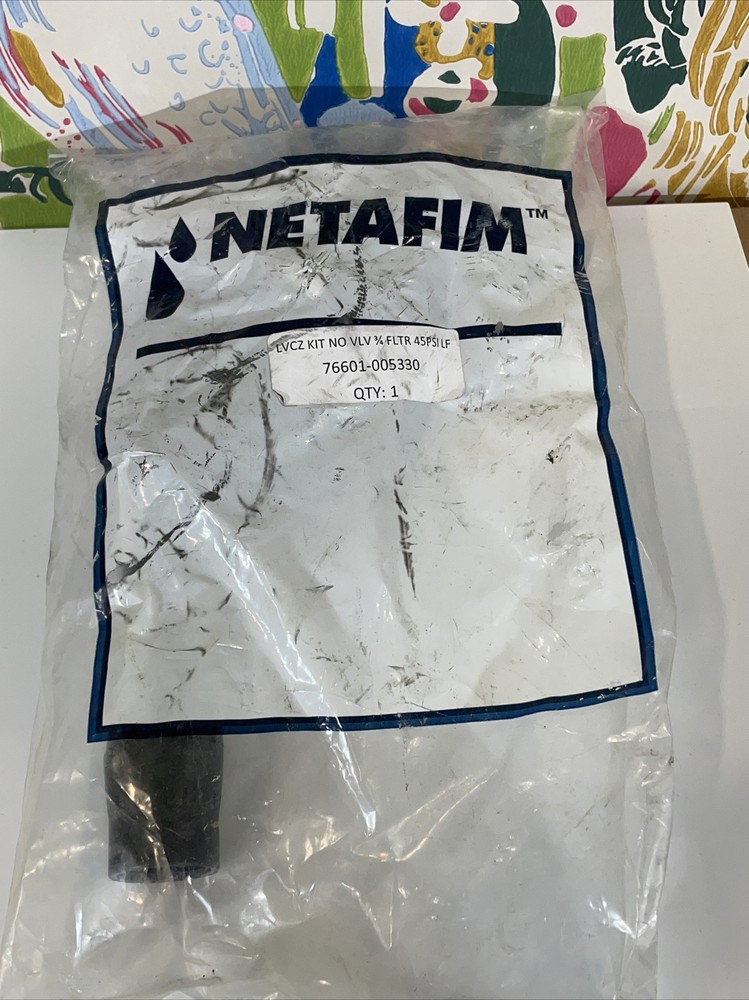 NETAFIM™
LVCZ KIT NO VLV ¾ FLTR 45PSI LF
76601-005330
QTY: 1